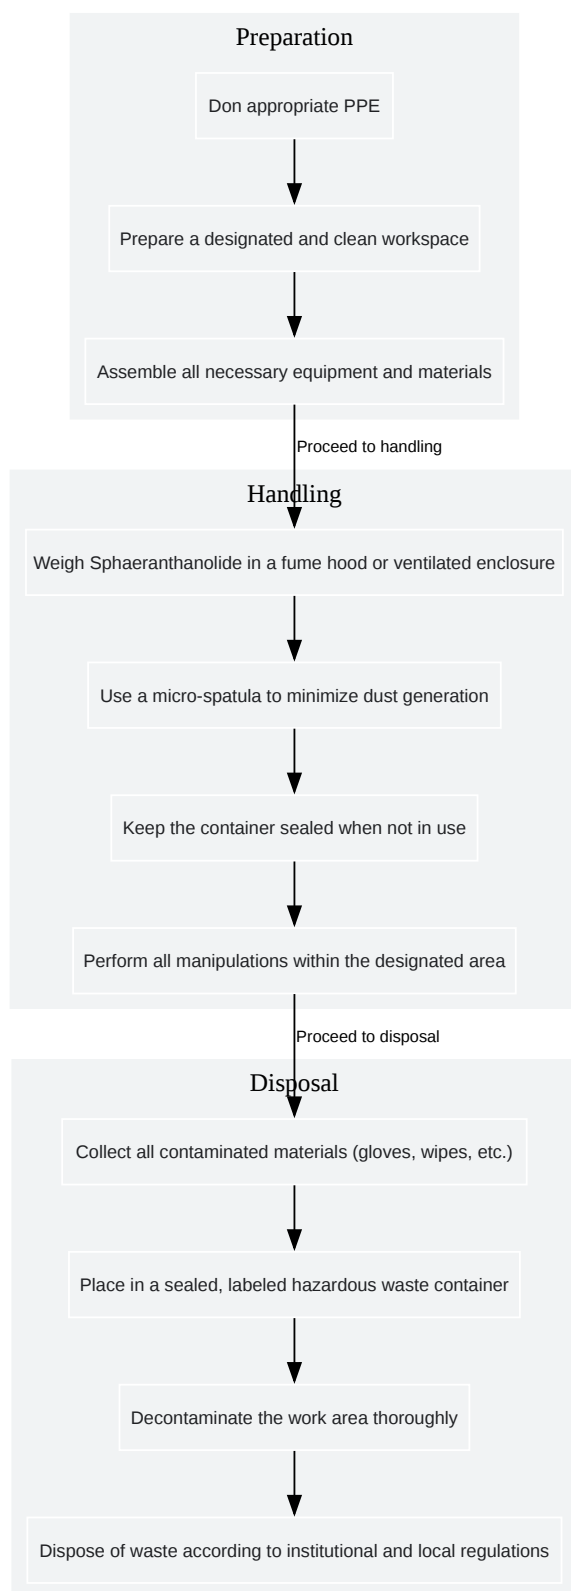 Preparation
Don appropriate PPE
Prepare a designated and clean workspace
Assemble all necessary equipment and materials
Proceed to handling
Handling
Weigh Sphaeranthanolide in a fume hood or ventilated enclosure
Use a micro-spatula to minimize dust generation
Keep the container sealed when not in use
Perform all manipulations within the designated area
Proceed to disposal
Disposal
Collect all contaminated materials (gloves, wipes, etc.)
Place in a sealed, labeled hazardous waste container
Decontaminate the work area thoroughly
Dispose of waste according to institutional and local regulations